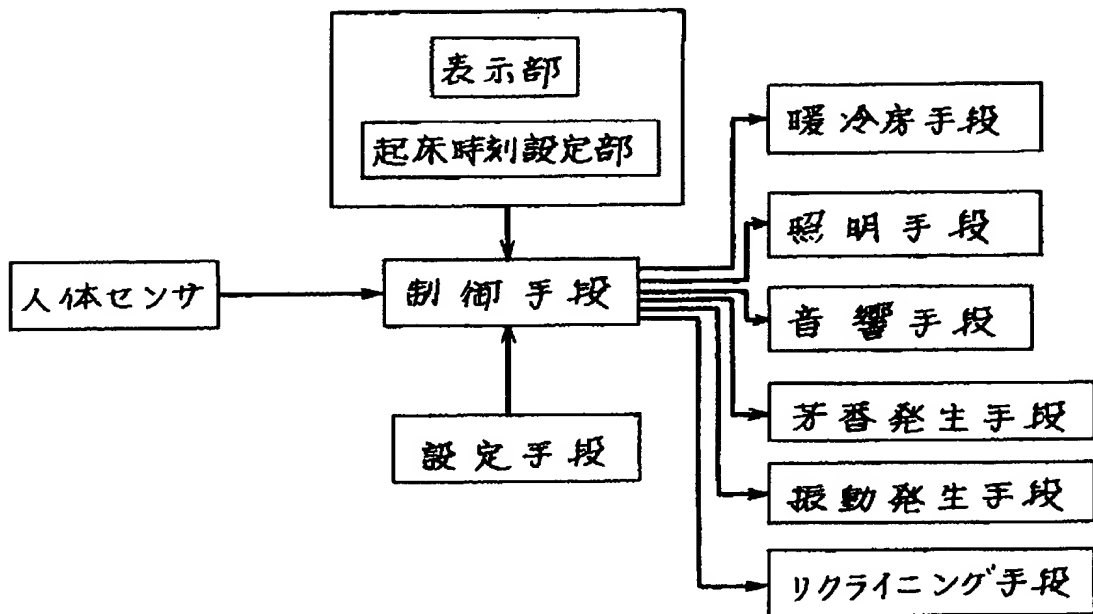 表示部
起床時刻設定部
人体センサ
制御手段
設定手段
暖冷房手段
照明手段
音響手段
芳香発生手段
振動発生手段
リクライニング手段